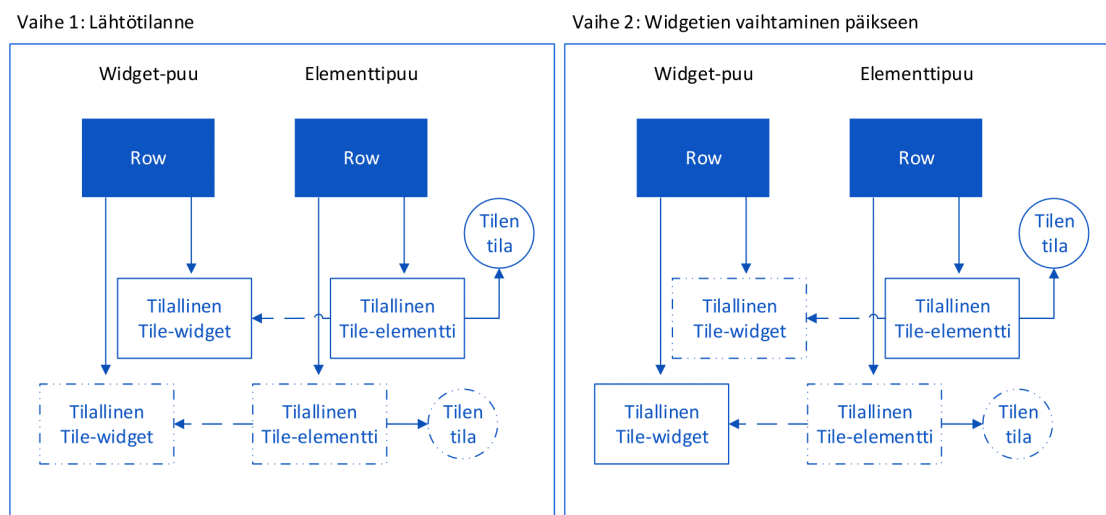 Vaihe 1: Lähtötilanne
Widget-puu
Elementtipuu
Row
Row
Tilen
tila
Tilallinen
Tile-widget
Tilallinen
Tile-elementti
Tilallinen
Tile-widget
Tilallinen
Tile-elementti
Tilen
tila
Vaihe 2: Widgetien vaihtaminen päikseen
Widget-puu
Elementtipuu
Row
Row
Tilen
tila
Tilallinen
Tile-widget
Tilallinen
Tile-elementti
Tilallinen
Tile-widget
Tilallinen
Tile-elementti
Tilen
tila